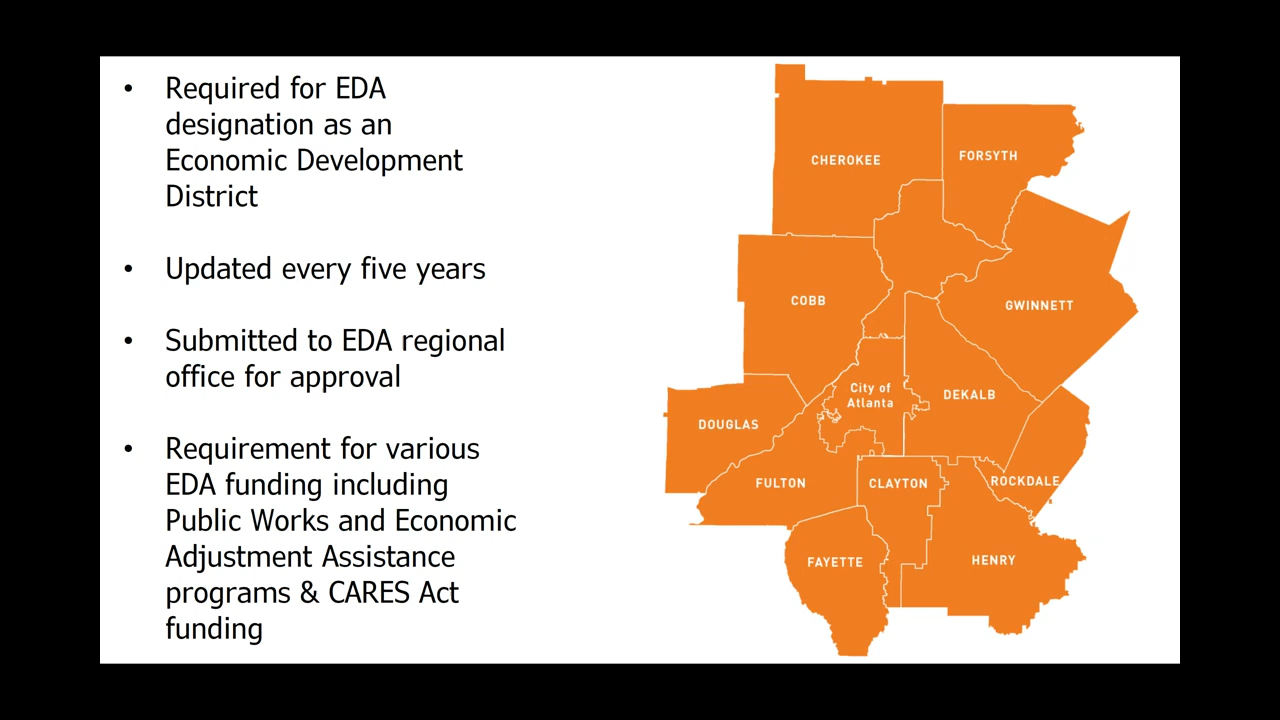 • Required for EDA
designation as an
Economic Development
District
• Updated every five years
• Submitted to EDA regional
office for approval
• Requirement for various
EDA funding including
Public Works and Economic
Adjustment Assistance
programs & CARES Act
funding
CHEROKEE
FORSYTH
COBB
GWINNETT
City of
Atlanta
DEKALB
DOUGLAS
FULTON
CLAYTON
ROCKDALE
FAYETTE
HENRY